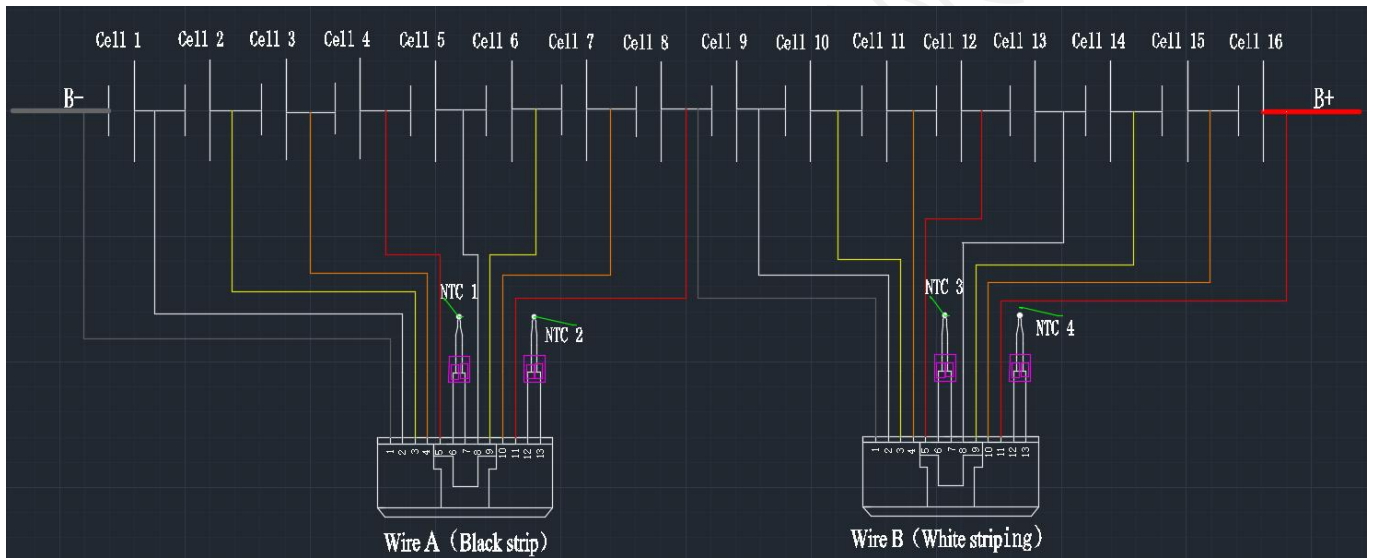 Cell 1 Cell 2 Cell 3 Cell 4 Cell 5 Cell 6 Cell 7 Cell 8 Cell 9 Cell 10 Cell 11 Cell 12 Cell 13 Cell 14 Cell 15 Cell 16
B- B+
NTC 1 NTC 3
NTC 2 NTC 4
1 2 3 4 5 6 7 8 9 10 11 12 13 1 2 3 4 5 6 7 8 9 10 11 12 13
Wire A (Black strip) Wire B (White striping)